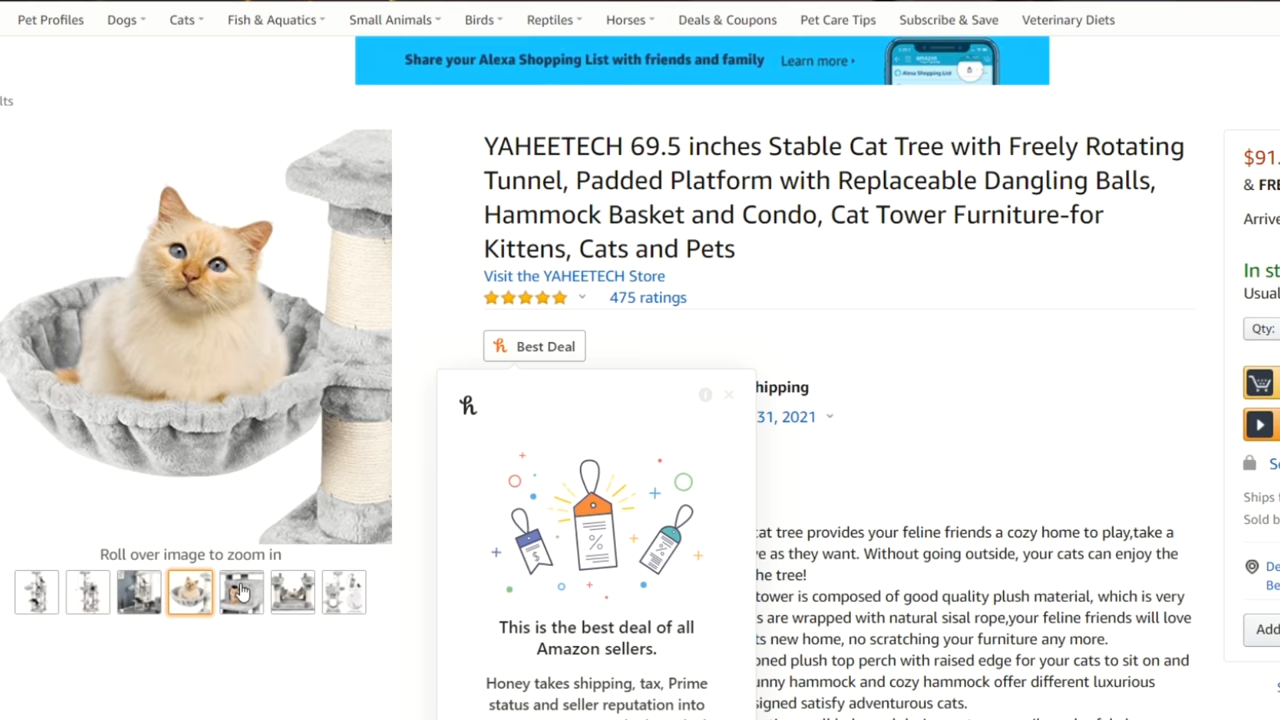 Pet Profiles Dogs Cats Fish & Aquatics Small Animals Birds Reptiles Horses Deals & Coupons Pet Care Tips Subscribe & Save Veterinary Diets
Share your Alexa Shopping List with friends and family Learn more
lts
YAHEETECH 69.5 inches Stable Cat Tree with Freely Rotating
Tunnel, Padded Platform with Replaceable Dangling Balls,
Hammock Basket and Condo, Cat Tower Furniture-for
Kittens, Cats and Pets
Visit the YAHEETECH Store
475 ratings
Best Deal
hipping
31, 2021
h
This is the best deal of all
Amazon sellers.
Honey takes shipping, tax, Prime
status and seller reputation into
cat tree provides your feline friends a cozy home to play,take a
ve as they want. Without going outside, your cats can enjoy the
he tree!
tower is composed of good quality plush material, which is very
s are wrapped with natural sisal rope,your feline friends will love
ts new home, no scratching your furniture any more.
oned plush top perch with raised edge for your cats to sit on and
unny hammock and cozy hammock offer different luxurious
signed satisfy adventurous cats.
Roll over image to zoom in
$91.
& FRE
Arrive
In st
Usual
Qty:
Se
Ships f
Sold b
De
Be
Add